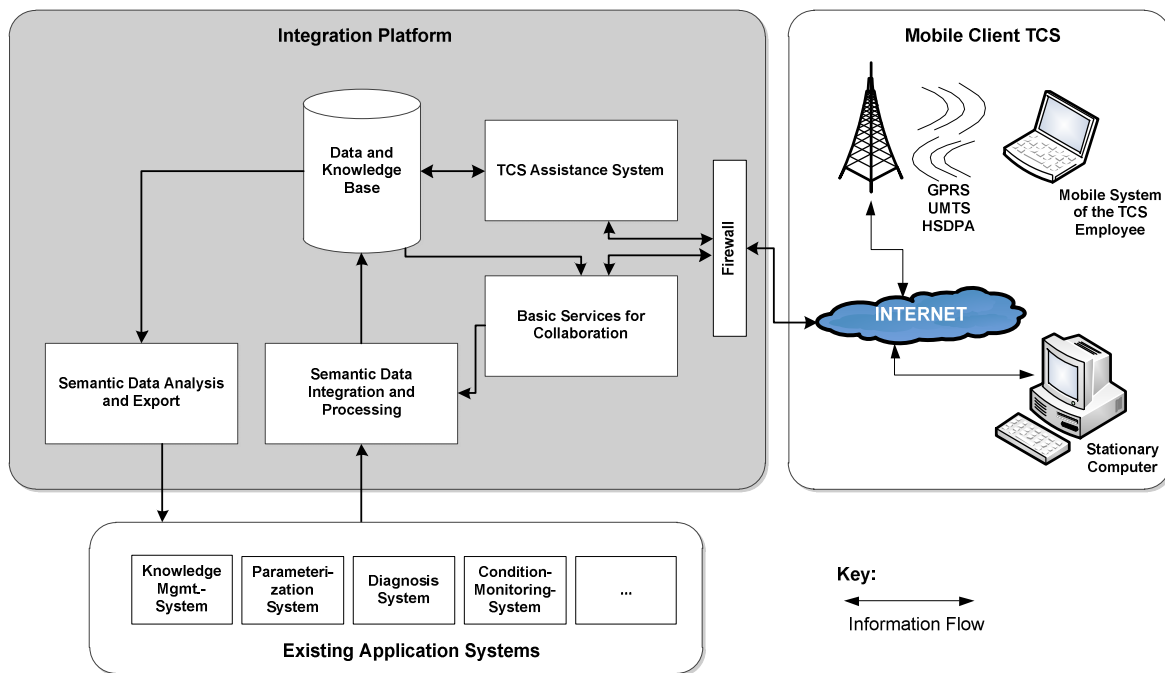 Integration Platform
Data and
Knowledge
Base
TCS Assistance System
Firewall
Basic Services for
Collaboration
Semantic Data Analysis
and Export
Semantic Data
Integration and
Processing
Mobile Client TCS
GPRS
UMTS
HSDPA
Mobile System
of the TCS
Employee
INTERNET
Stationary
Computer
Knowledge
Mgmt.-
System
Parameteri-
zation
System
Diagnosis
System
Condition-
Monitoring-
System
...
Existing Application Systems
Key:
Information Flow